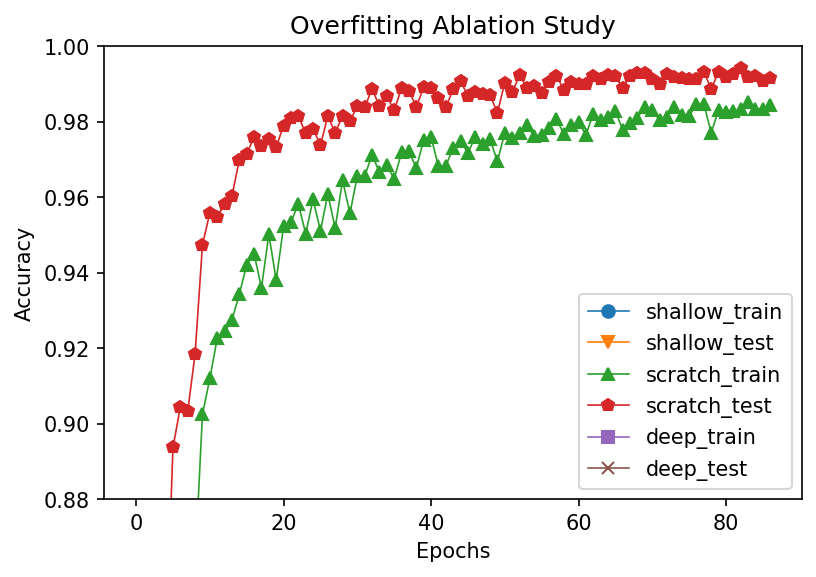 Overfitting Ablation Study
1.00
0.98
0.96
0.94
0.92
0.90
0.88
Accuracy
shallow_train
shallow_test
scratch_train
scratch_test
deep_train
deep_test
0 20 40 60 80
Epochs